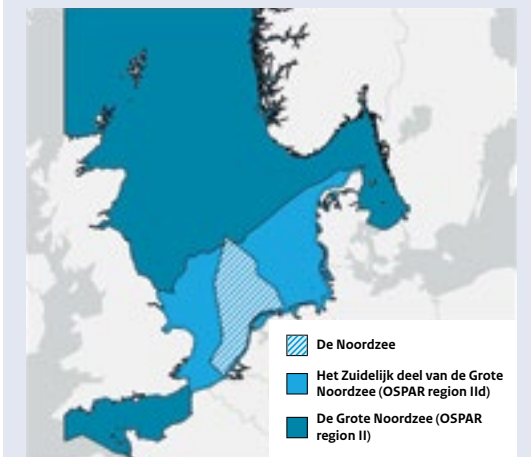 De Noordzee
Het Zuidelijk deel van de Grote
Noordzee (OSPAR region IId)
De Grote Noordzee (OSPAR
region II)